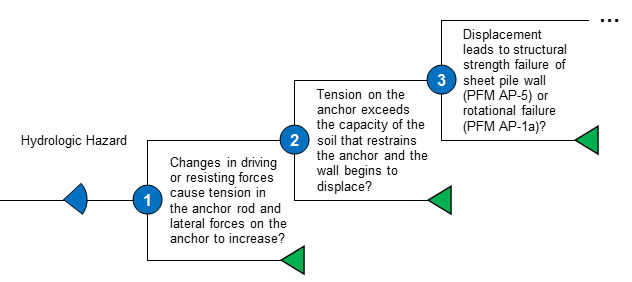 ...
Displacement
leads to structural
strength failure of
3
sheet pile wall
(PFM AP-5) or
rotational failure
(PFM AP-1a)?
Tension on the
anchor exceeds
the capacity of the
2
soil that restrains
the anchor and the
wall begins to
displace?
Hydrologic Hazard
Changes in driving
or resisting forces
cause tension in
1
the anchor rod and
lateral forces on the
anchor to increase?